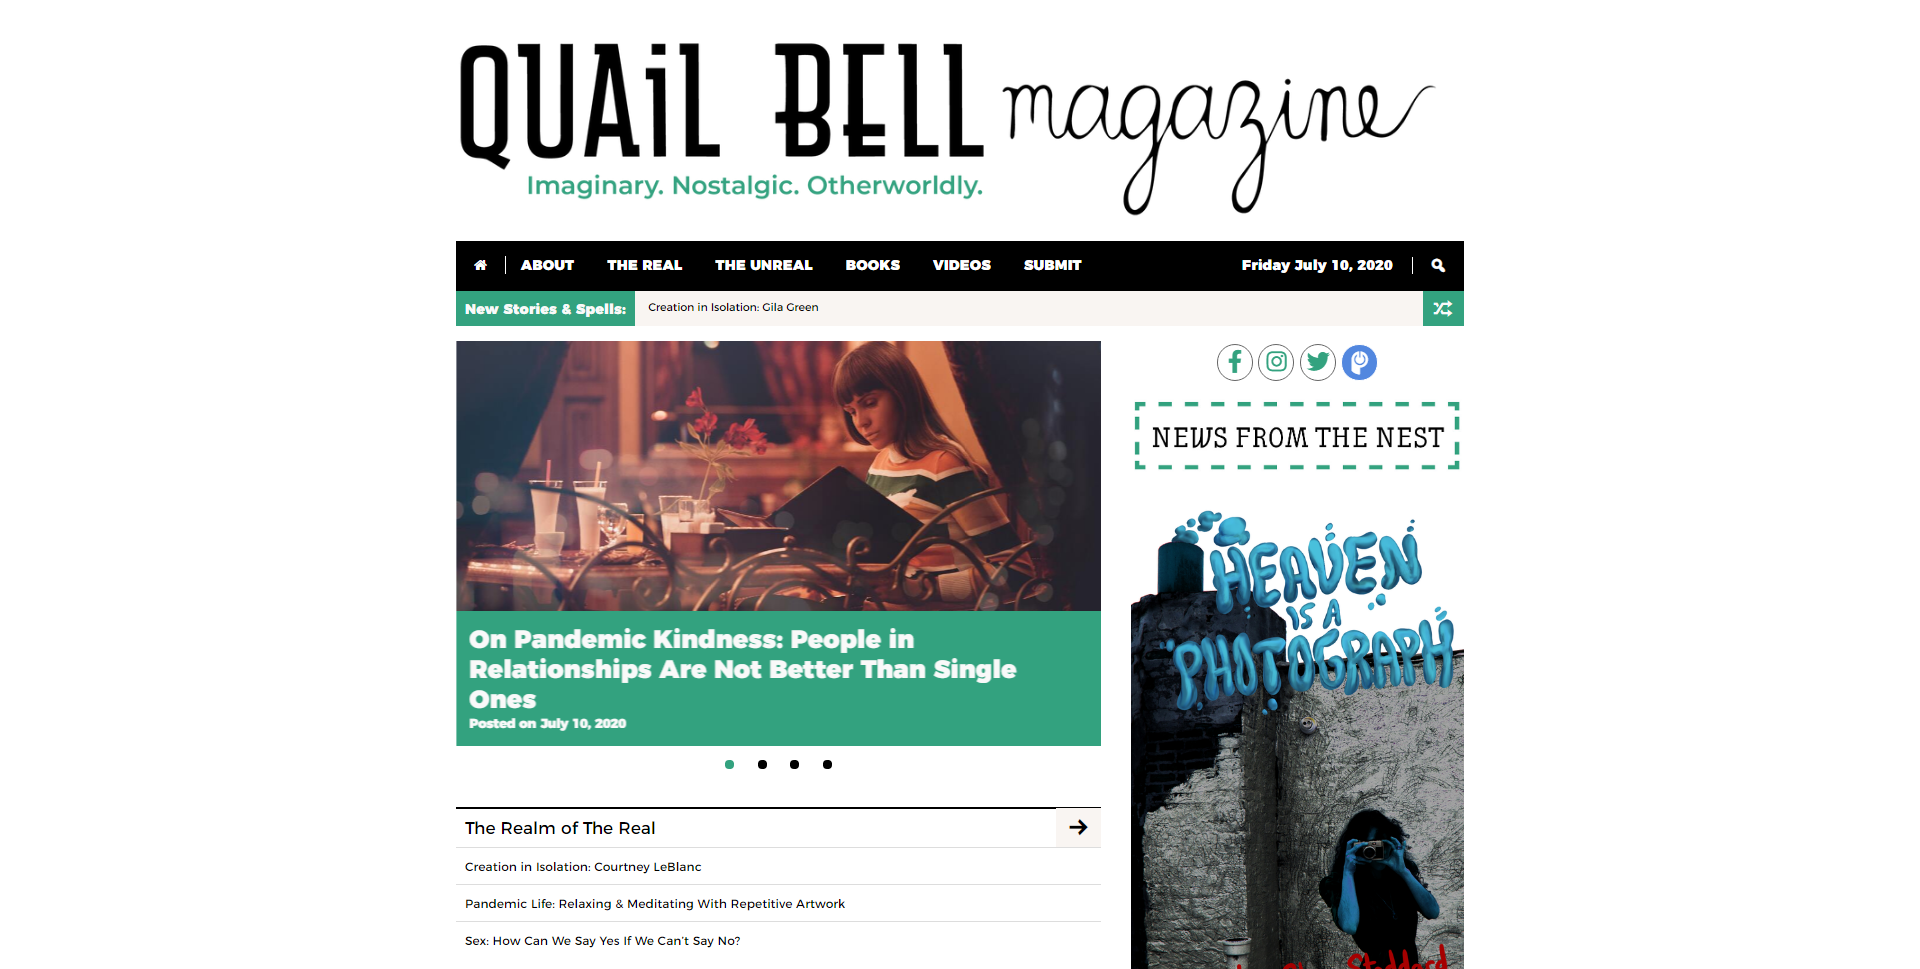 QUAiL BELL magazine
Imaginary. Nostalgic. Otherworldly.
ABOUT THE REAL THE UNREAL BOOKS VIDEOS SUBMIT Friday July 10, 2020
New Stories & Spells: Creation in Isolation: Gila Green
On Pandemic Kindness: People in
Relationships Are Not Better Than Single
Ones
Posted on July 10, 2020
The Realm of The Real
Creation in Isolation: Courtney LeBlanc
Pandemic Life: Relaxing & Meditating With Repetitive Artwork
Sex: How Can We Say Yes If We Can't Say No?
NEWS FROM THE NEST
HEAVEN
IS A
PHOTOGRAPH